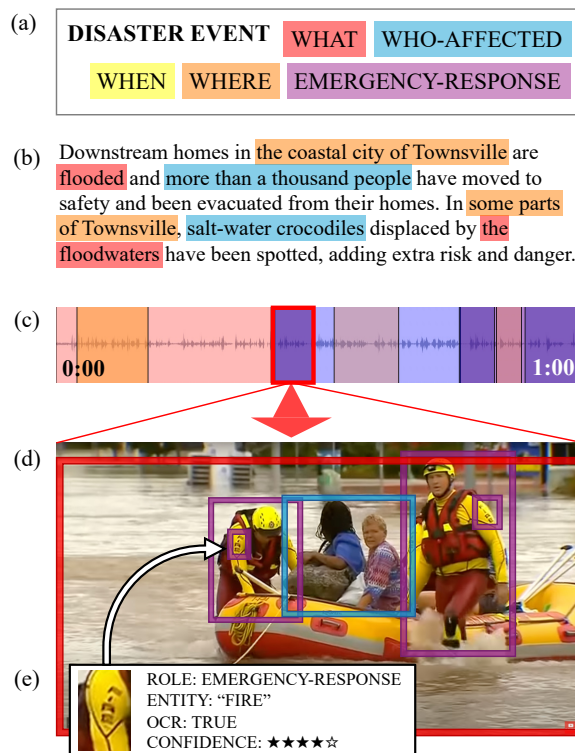 (a)
DISASTER EVENT WHAT WHO-AFFECTED
WHEN WHERE EMERGENCY-RESPONSE
(b)
Downstream homes in the coastal city of Townsville are
flooded and more than a thousand people have moved to
safety and been evacuated from their homes. In some parts
of Townsville, salt-water crocodiles displaced by the
floodwaters have been spotted, adding extra risk and danger.
(c)
0:00 1:00
(d)
(e)
ROLE: EMERGENCY-RESPONSE
ENTITY: “FIRE”
OCR: TRUE
CONFIDENCE: ★★★★☆